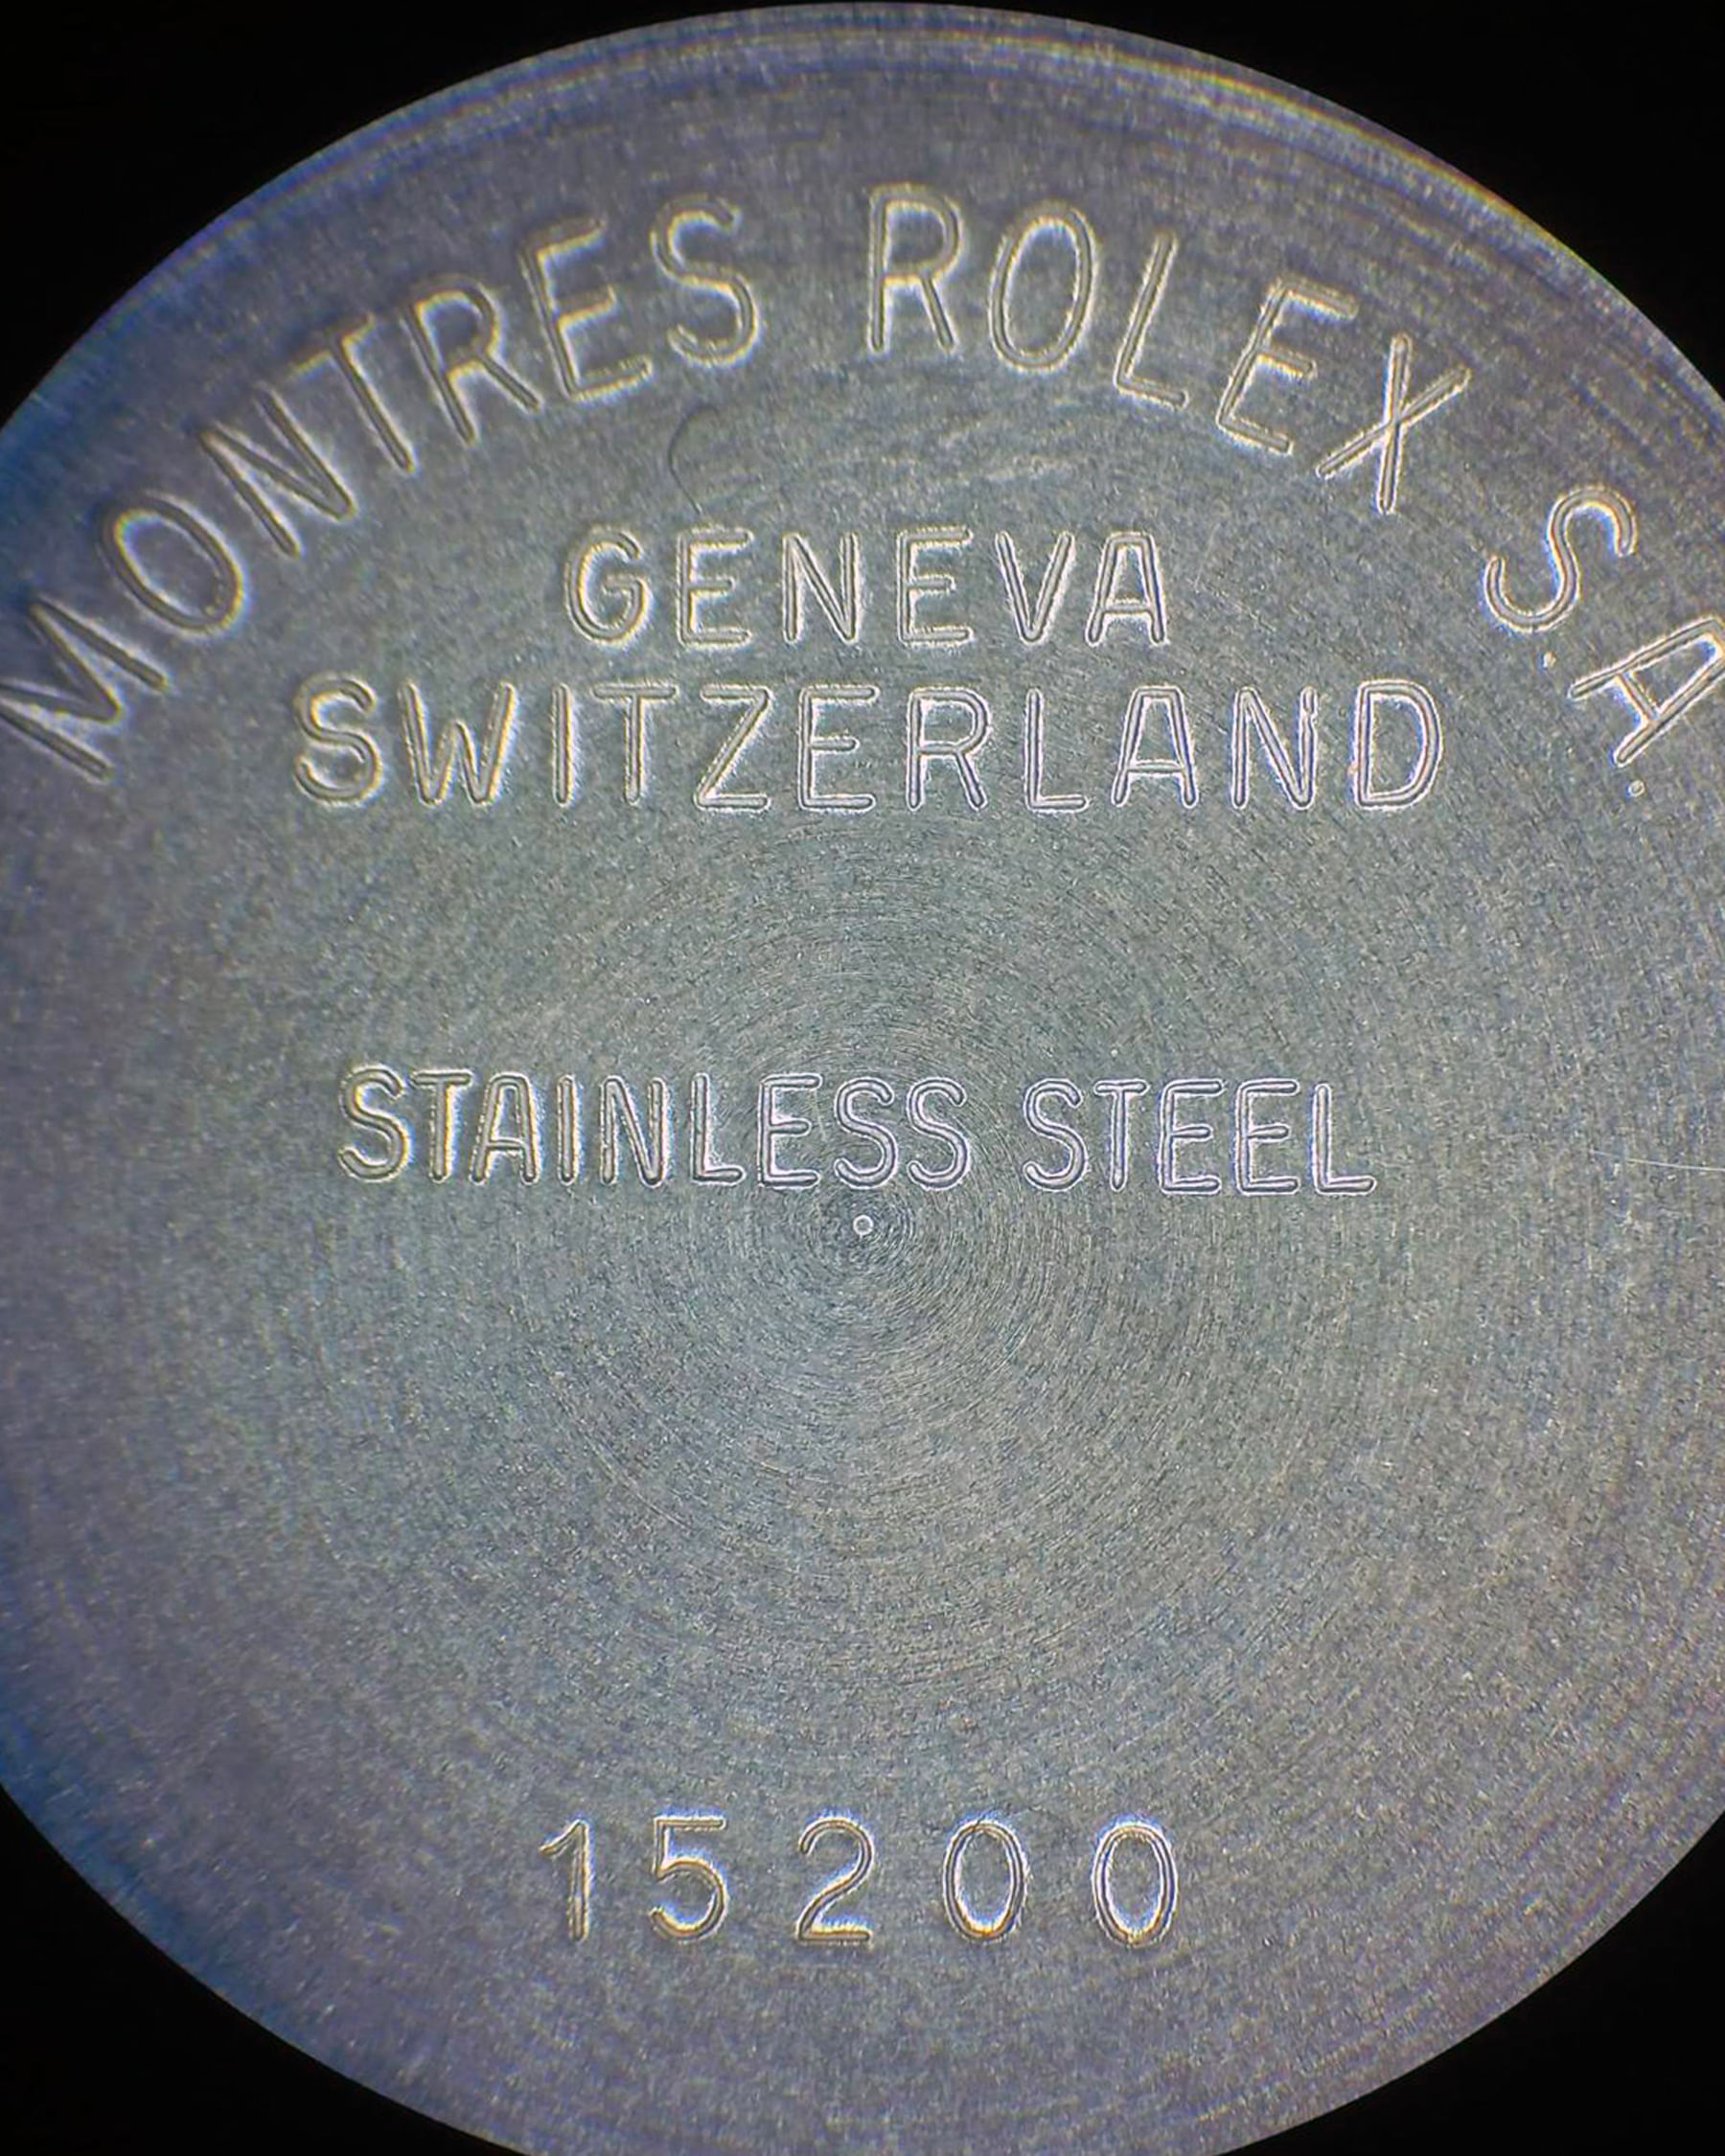 MONTRES ROLEX S.A.
GENEVA
SWITZERLAND
STAINLESS STEEL
15200